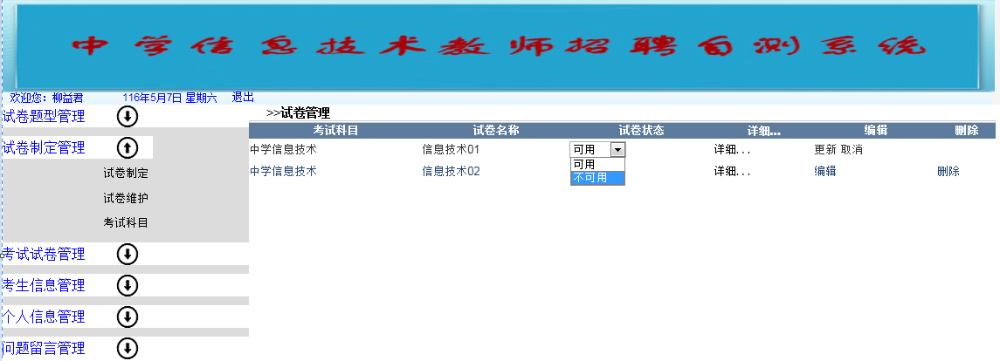 中学信息技术教师招聘自测系统
欢迎您：柳益君 116年5月7日 星期六 退出
试卷题型管理
试卷制定管理
试卷制定
试卷维护
考试科目
考试试卷管理
考生信息管理
个人信息管理
问题留言管理
>>试卷管理
考试科目 试卷名称 试卷状态 详细... 编辑 删除
中学信息技术 信息技术01 可用 详细... 更新 取消
可用
不可用
中学信息技术 信息技术02 详细... 编辑 删除